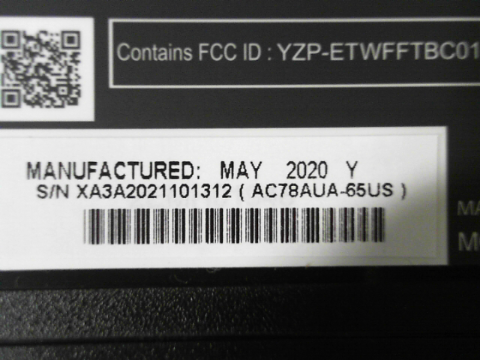 Contains FCC ID : YZP-ETWFFTBC01
MANUFACTURED: MAY 2020 Y
S/N XA3A2021101312 ( AC78AUA-65US )